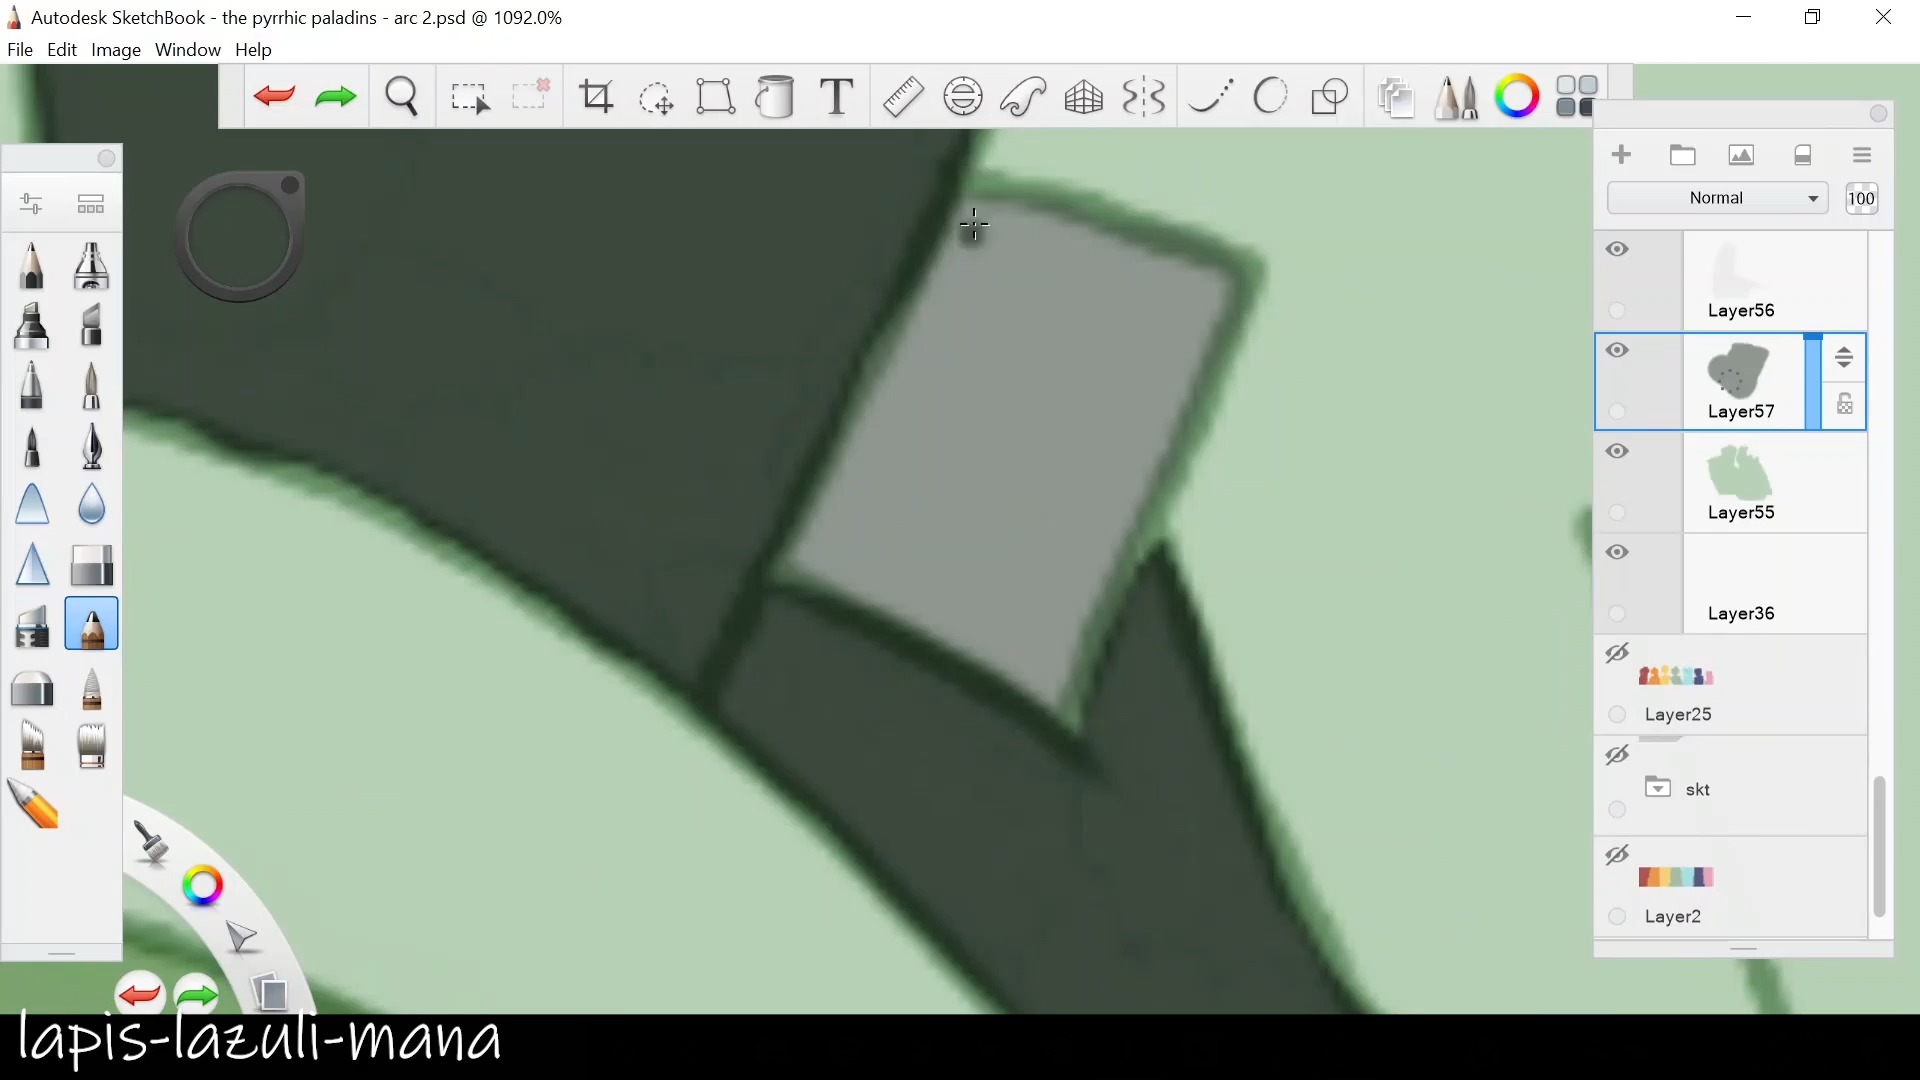 Autodesk SketchBook - the pyrrhic paladins - arc 2.psd @ 1092.0%
File Edit Image Window Help
T
Normal 100
Layer56
Layer57
Layer55
Layer36
Layer25
skt
Layer2
lapis-lazuli-mana